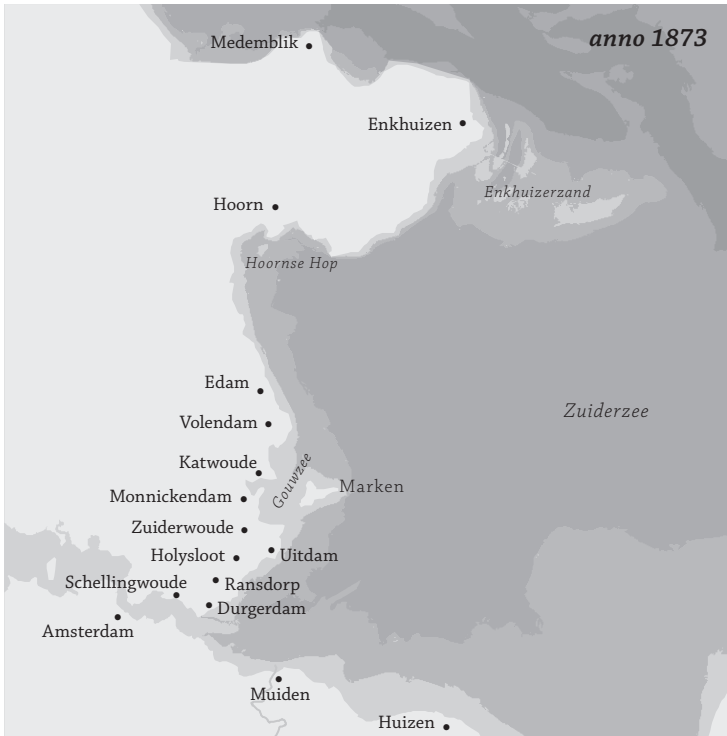 anno 1873
Medemblik
Enkhuizen
Enkhuizerzand
Hoorn
Hoornse Hop
Edam
Zuiderzee
Volendam
Katwoude
Gouwzee
Marken
Monnickendam
Zuiderwoude
Holysloot
Uitdam
Schellingwoude
Ransdorp
Durgerdam
Amsterdam
Muiden
Huizen